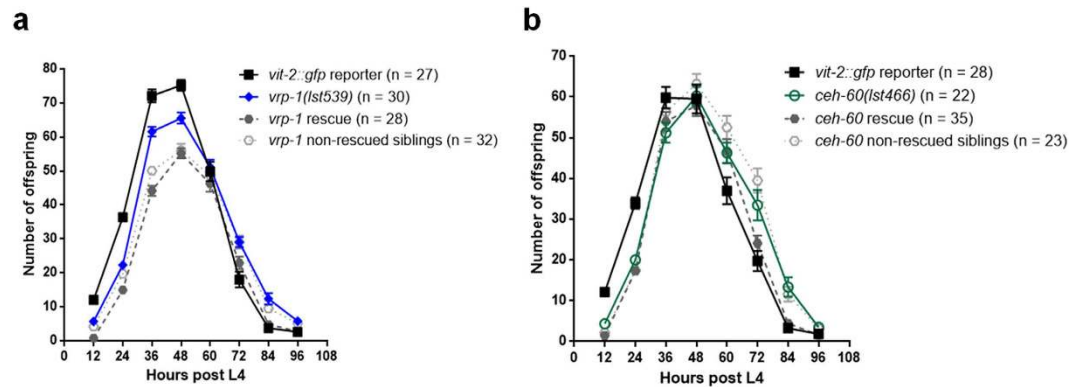 a
vit-2::gfp reporter (n = 27)
vrp-1(lst539) (n = 30)
vrp-1 rescue (n = 28)
vrp-1 non-rescued siblings (n = 32)
Number of offspring
80
70
60
50
40
30
20
10
0
0 12 24 36 48 60 72 84 96 108
Hours post L4
b
vit-2::gfp reporter (n = 28)
ceh-60(lst466) (n = 22)
ceh-60 rescue (n = 35)
ceh-60 non-rescued siblings (n = 23)
Number of offspring
70
60
50
40
30
20
10
0
0 12 24 36 48 60 72 84 96 108
Hours post L4